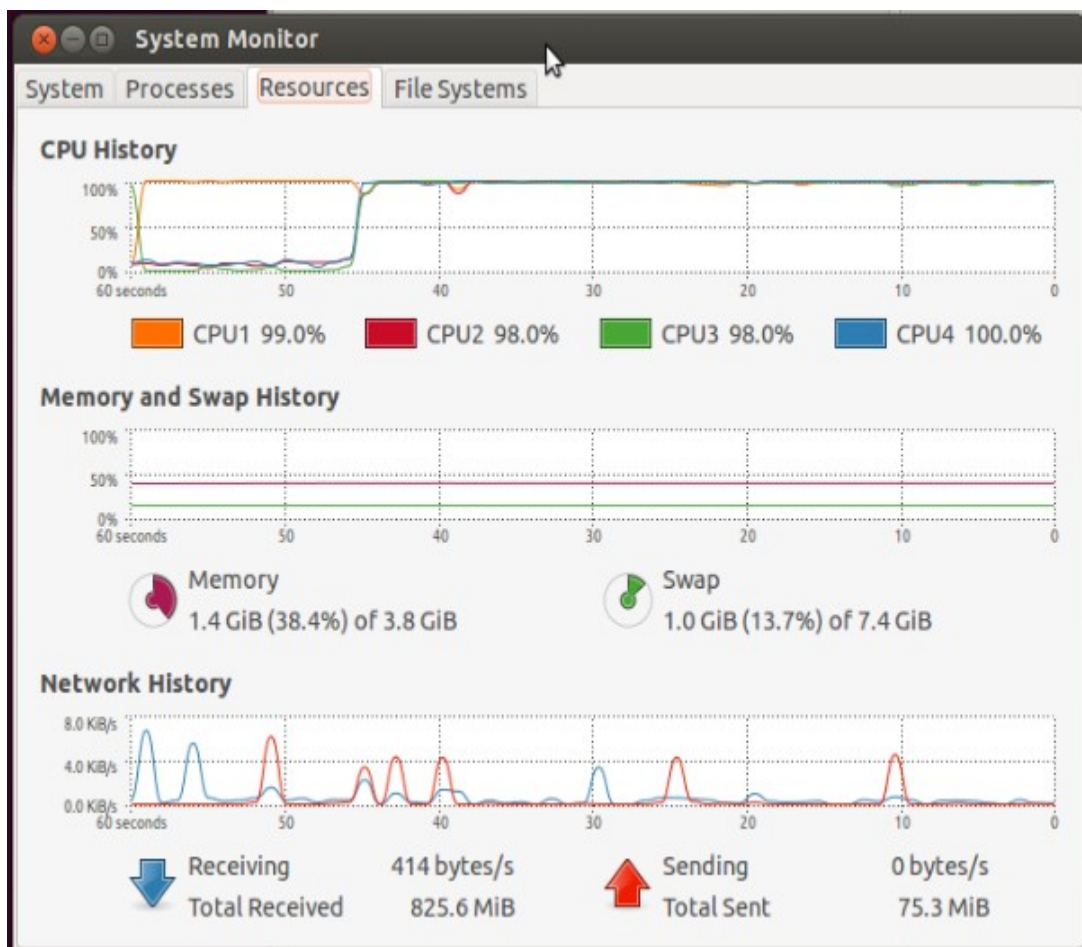 System Monitor
System Processes Resources File Systems
CPU History
100%
50%
0%
60 seconds 50 40 30 20 10 0
CPU1 99.0% CPU2 98.0% CPU3 98.0% CPU4 100.0%
Memory and Swap History
100%
50%
0%
60 seconds 50 40 30 20 10 0
Memory Swap
1.4 GiB (38.4%) of 3.8 GiB 1.0 GiB (13.7%) of 7.4 GiB
Network History
8.0 KiB/s
4.0 KiB/s
0.0 KiB/s
60 seconds 50 40 30 20 10 0
Receiving 414 bytes/s Sending 0 bytes/s
Total Received 825.6 MiB Total Sent 75.3 MiB